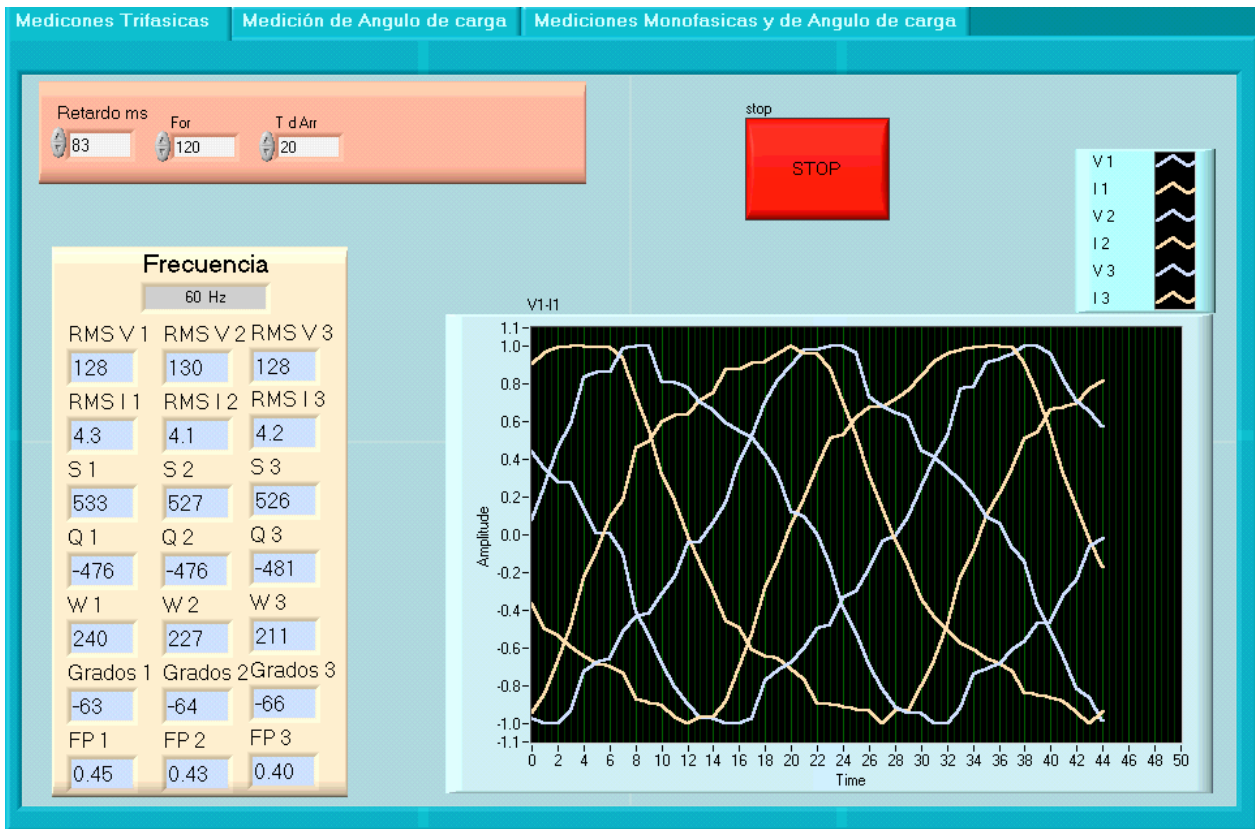 Medicones Trifasicas
Medición de Angulo de carga
Mediciones Monofasicas y de Angulo de carga
Retardo ms
83
For
120
T d Arr
20
stop
STOP
V 1
I 1
V 2
I 2
V 3
I 3
Frecuencia
60 Hz
RMS V 1 RMS V 2 RMS V 3
128 130 128
RMS I 1 RMS I 2 RMS I 3
4.3 4.1 4.2
S 1 S 2 S 3
533 527 526
Q 1 Q 2 Q 3
-476 -476 -481
W 1 W 2 W 3
240 227 211
Grados 1 Grados 2 Grados 3
-63 -64 -66
FP 1 FP 2 FP 3
0.45 0.43 0.40
V1-I1
Amplitude
1.1
1.0
0.8
0.6
0.4
0.2
0.0
-0.2
-0.4
-0.6
-0.8
-1.0
-1.1
0 2 4 6 8 10 12 14 16 18 20 22 24 26 28 30 32 34 36 38 40 42 44 46 48 50
Time